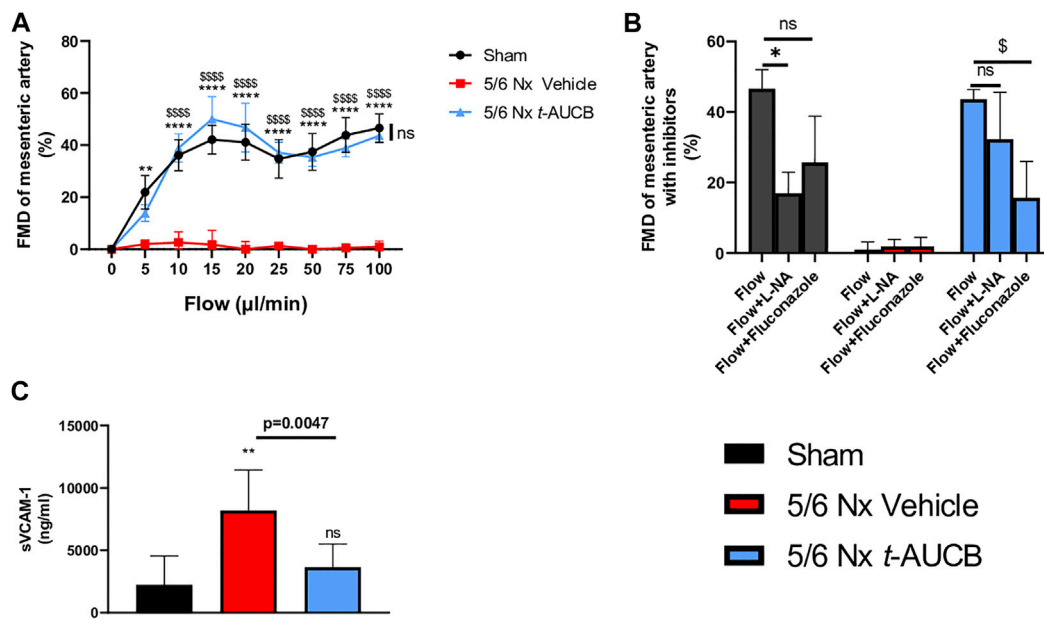 A
FMD of mesenteric artery
(%)
80
60
40
20
0
**
$$$$
****
$$$$
****
$$$$
****
$$$$
****
$$$$
****
$$$$
****
$$$$
****
ns
0 5 10 15 20 25 50 75 100
Flow (µl/min)
Sham
5/6 Nx Vehicle
5/6 Nx t-AUCB
B
FMD of mesenteric artery
with inhibitors
(%)
60
40
20
0
ns
*
$
ns
Flow
Flow+L-NA
Flow+Fluconazole
Flow
Flow+L-NA
Flow+Fluconazole
Flow
Flow+L-NA
Flow+Fluconazole
C
sVCAM-1
(ng/ml)
15000
10000
5000
0
p=0.0047
**
ns
Sham
5/6 Nx Vehicle
5/6 Nx t-AUCB